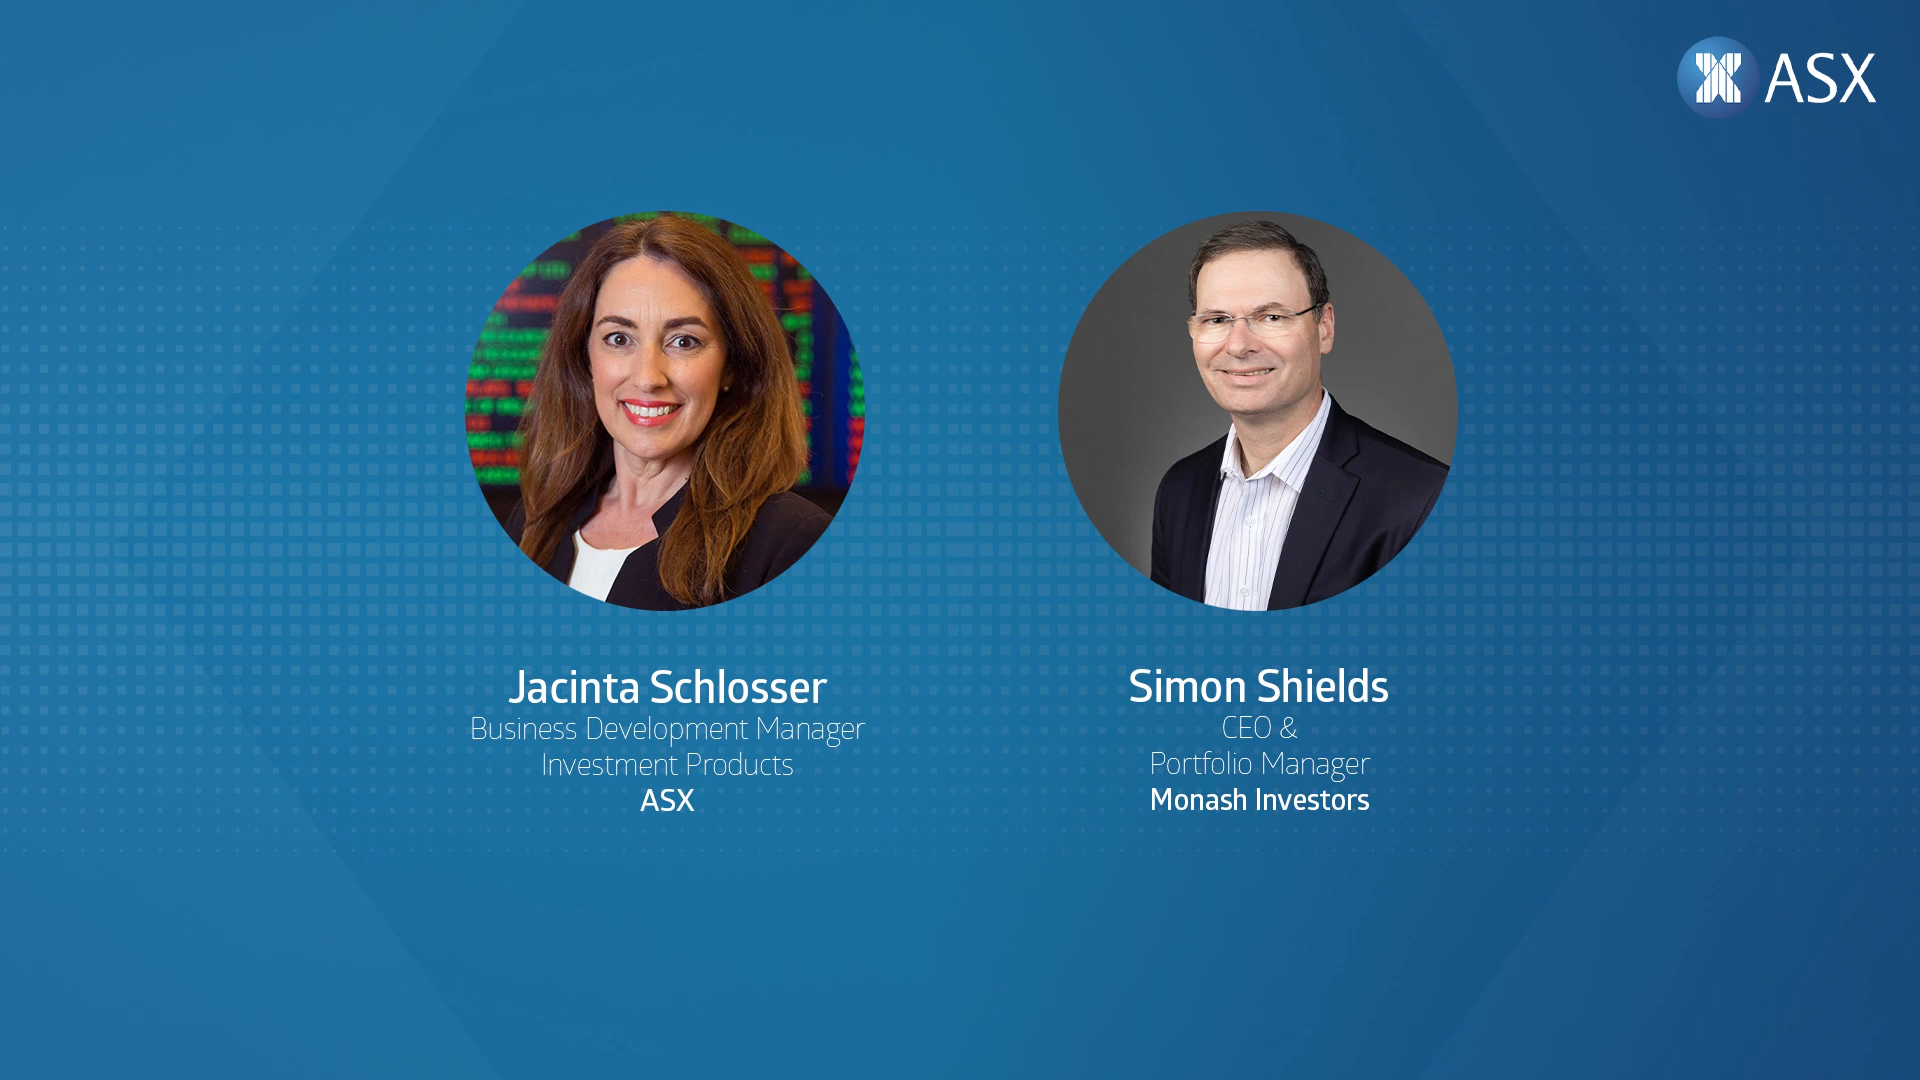 ASX
Jacinta Schlosser
Business Development Manager
Investment Products
ASX
Simon Shields
CEO &
Portfolio Manager
Monash Investors